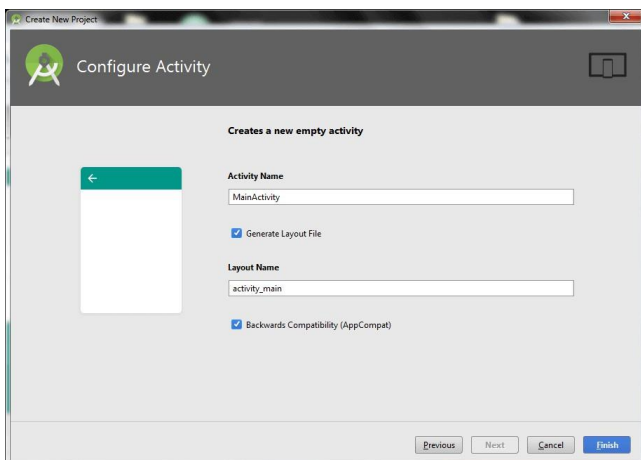 Create New Project
Configure Activity
Creates a new empty activity
Activity Name
MainActivity
Generate Layout File
Layout Name
activity_main
Backwards Compatibility (AppCompat)
Previous
Next
Cancel
Finish